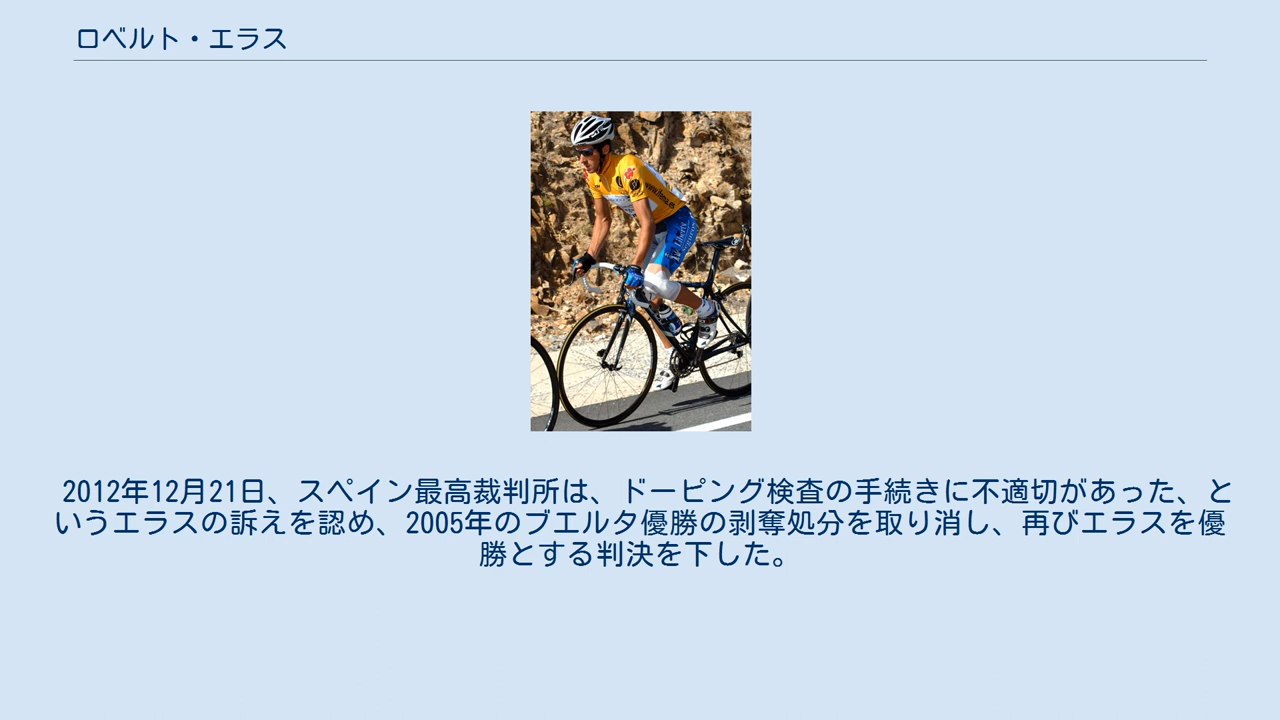 ロベルト・エラス
www.lkm.es
Liberty
2012年12月21日、スペイン最高裁判所は、ドーピング検査の手続きに不適切があった、と
いうエラスの訴えを認め、2005年のブエルタ優勝の剥奪処分を取り消し、再びエラスを優
勝とする判決を下した。